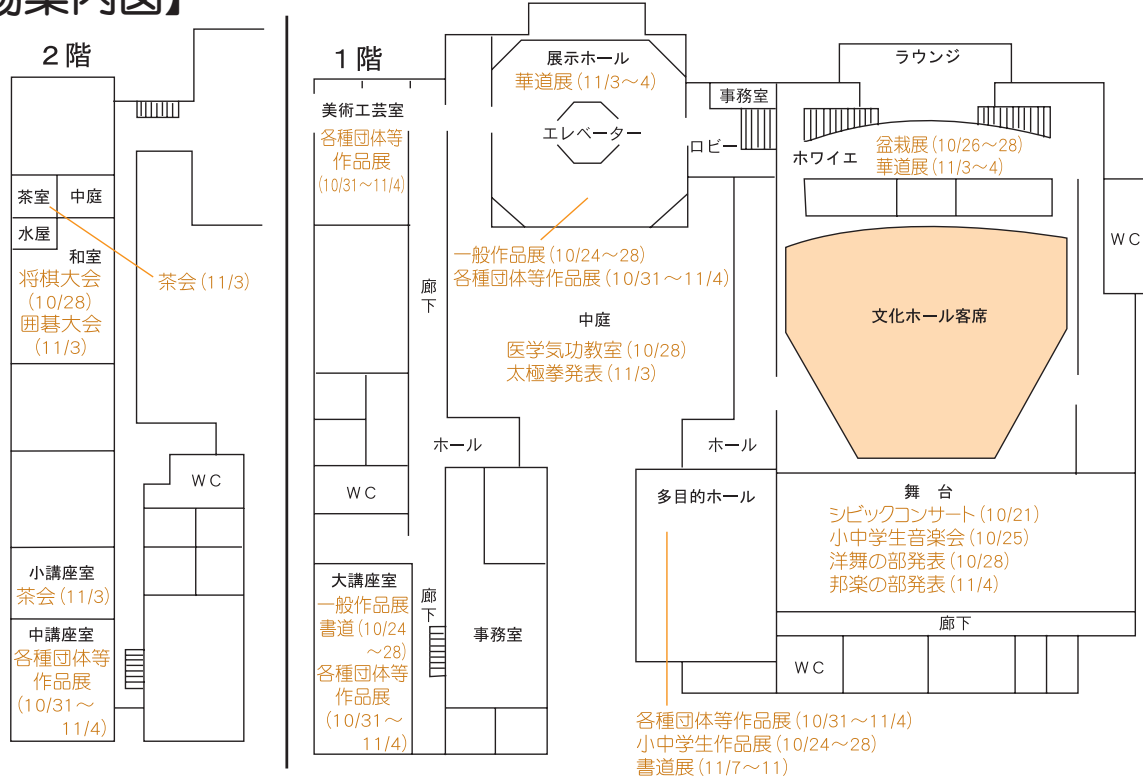 場案内図】
2階
茶室
中庭
水屋
和室
将棋大会
(10/28)
囲碁大会
(11/3)
茶会(11/3)
WC
小講座室
茶会(11/3)
中講座室
各種団体等
作品展
(10/31～
11/4)
1階
美術工芸室
各種団体等
作品展
(10/31～11/4)
展示ホール
華道展(11/3～4)
エレベーター
事務室
ロビー
ラウンジ
ホワイエ
盆栽展(10/26～28)
華道展(11/3～4)
WC
一般作品展(10/24～28)
各種団体等作品展(10/31～11/4)
廊
下
中庭
医学気功教室(10/28)
太極拳発表(11/3)
文化ホール客席
ホール
ホール
WC
多目的ホール
舞　台
シビックコンサート(10/21)
小中学生音楽会(10/25)
洋舞の部発表(10/28)
邦楽の部発表(11/4)
廊下
WC
大講座室
一般作品展
書道(10/24
～28)
各種団体等
作品展
(10/31～
11/4)
廊
下
事務室
各種団体等作品展(10/31～11/4)
小中学生作品展(10/24～28)
書道展(11/7～11)